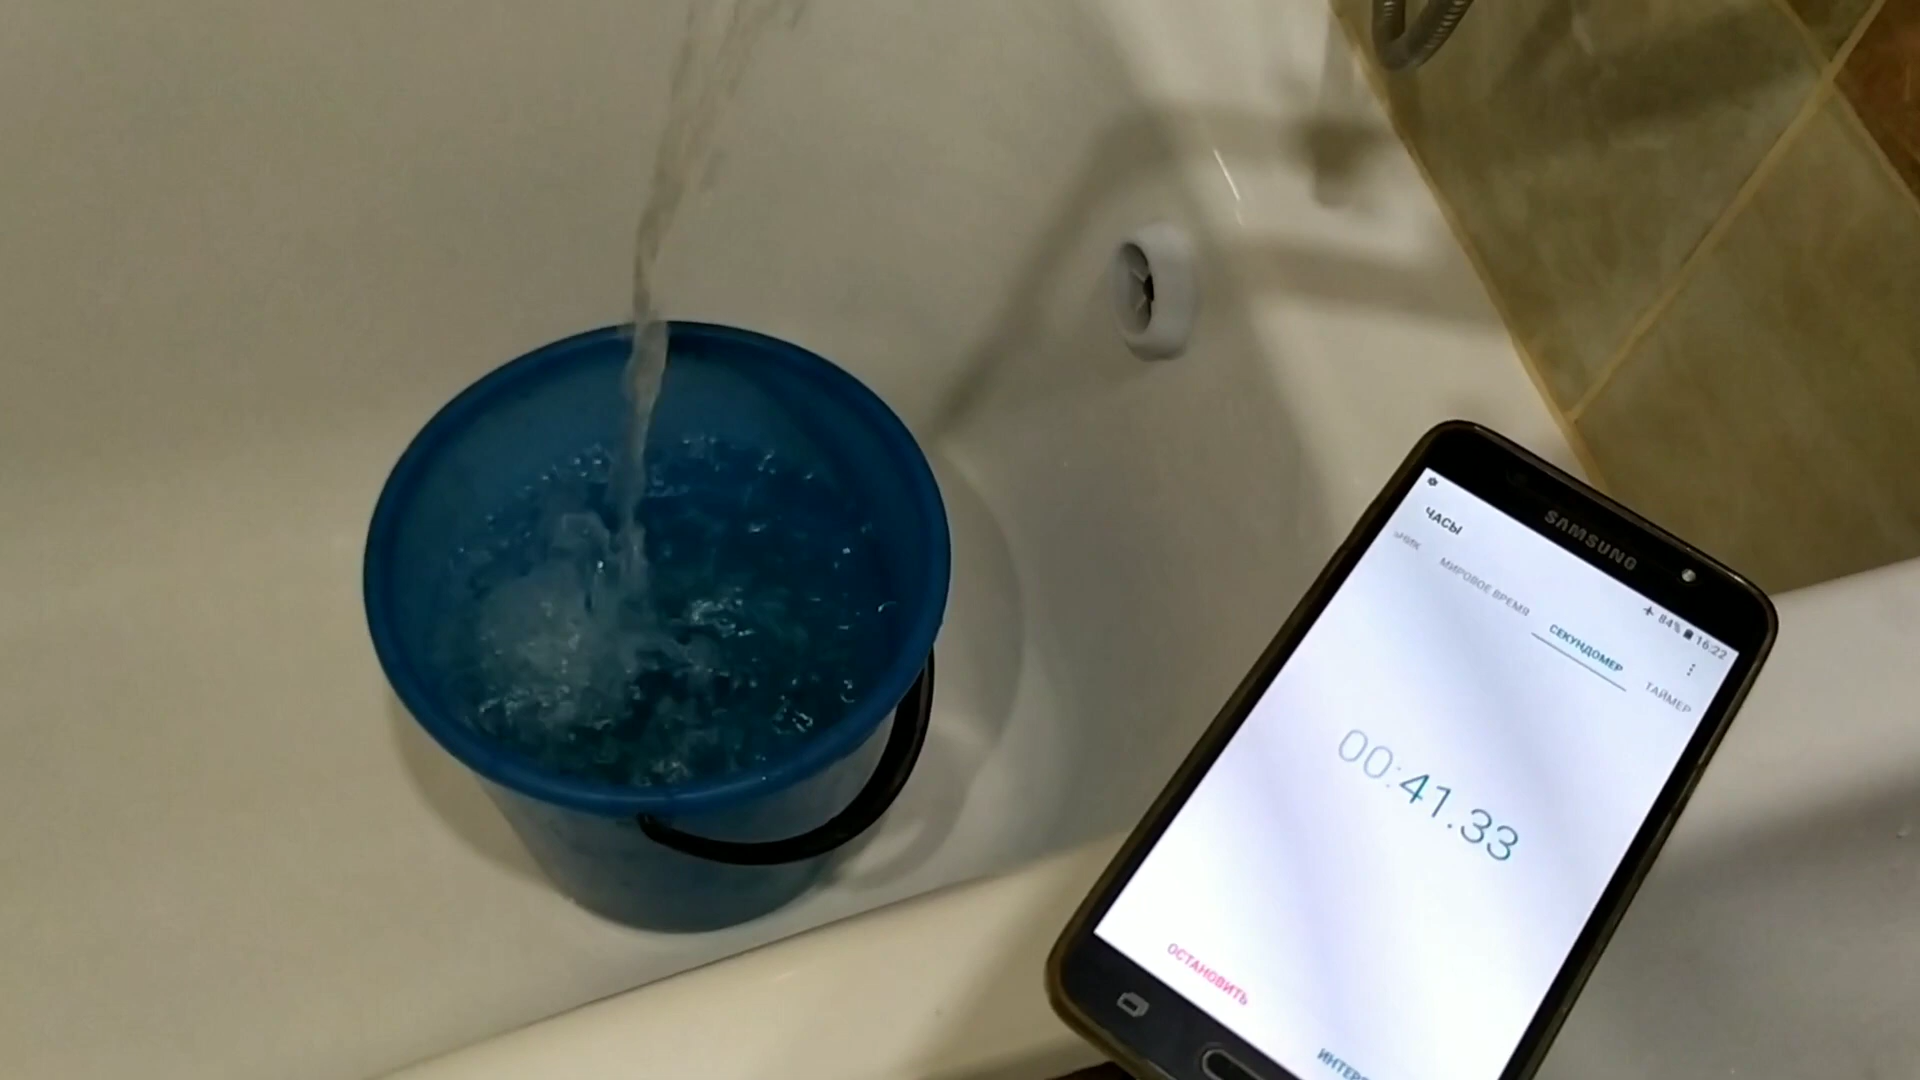 SAMSUNG
84% 16:22
ЧАСЫ
МИРОВОЕ ВРЕМЯ СЕКУНДОМЕР ТАЙМЕР
00:41.33
ОСТАНОВИТЬ